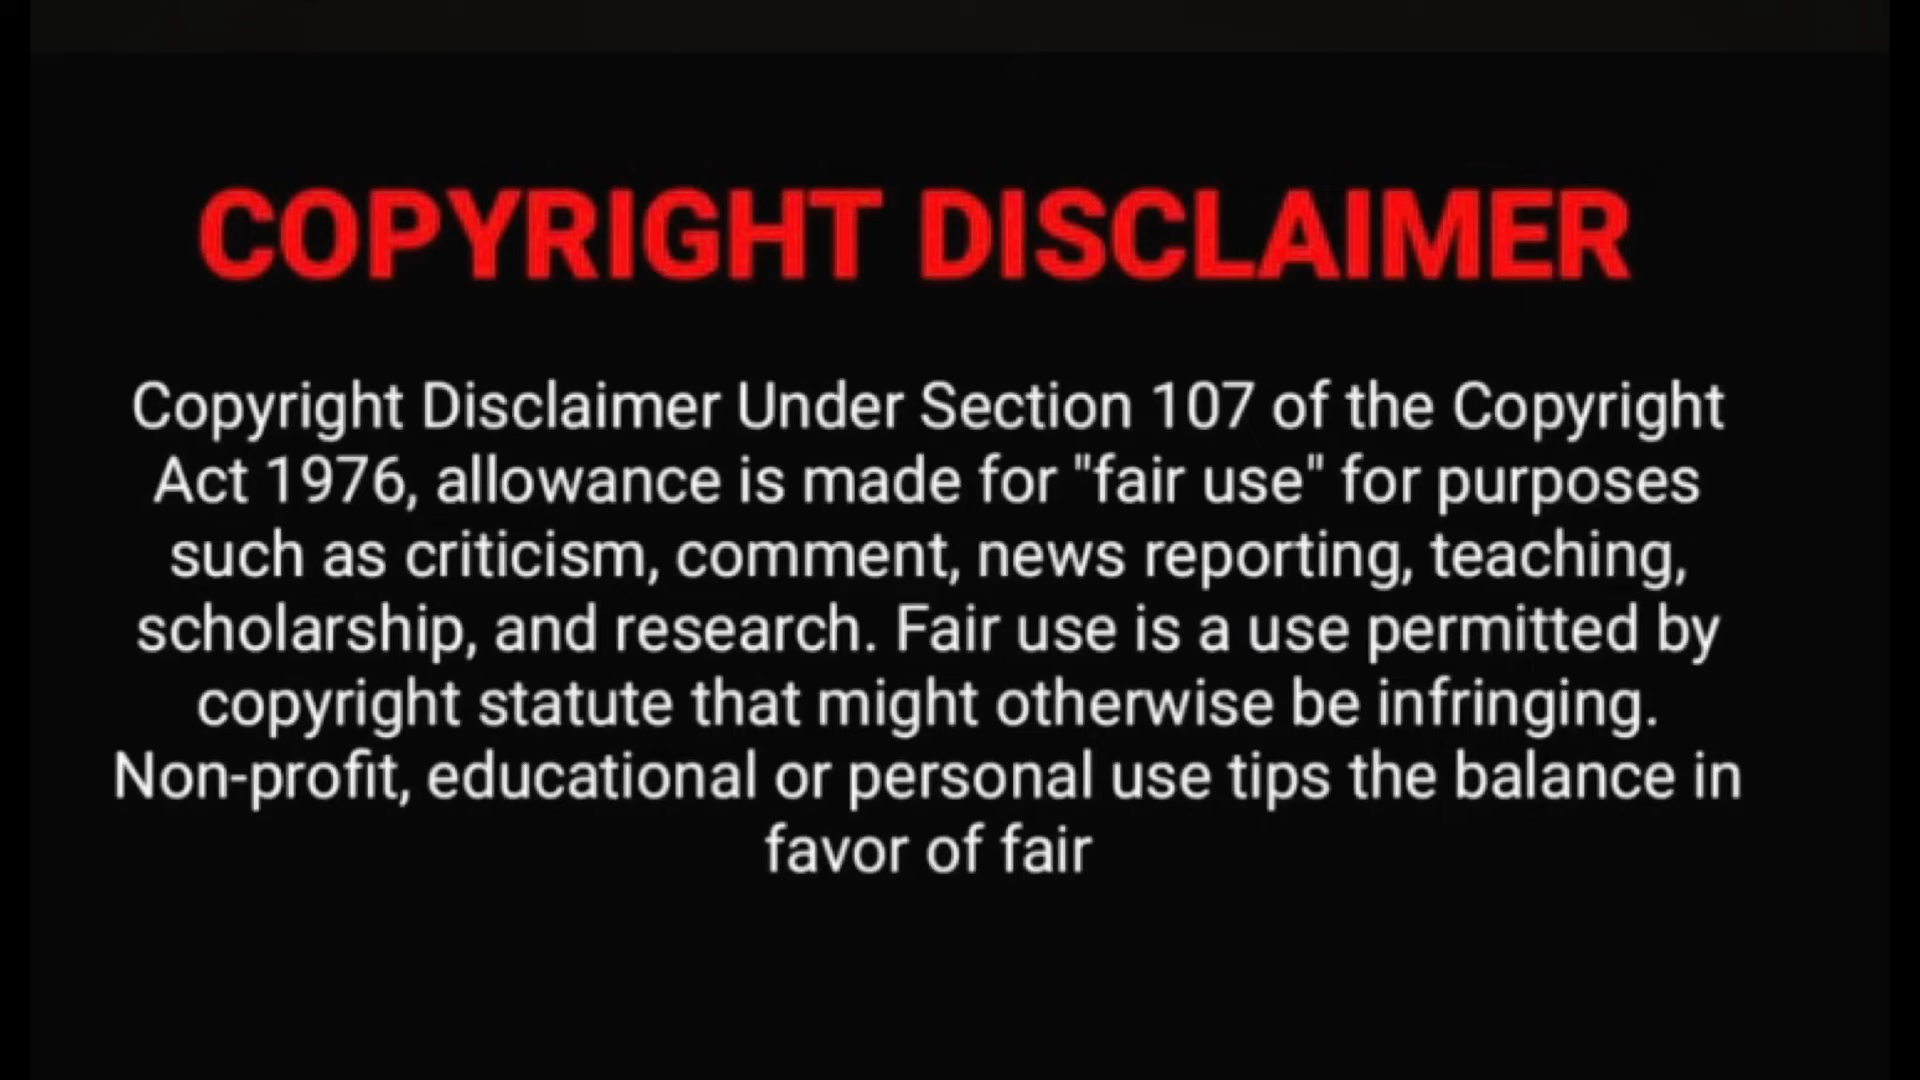 COPYRIGHT DISCLAIMER
Copyright Disclaimer Under Section 107 of the Copyright
Act 1976, allowance is made for "fair use" for purposes
such as criticism, comment, news reporting, teaching,
scholarship, and research. Fair use is a use permitted by
copyright statute that might otherwise be infringing.
Non-profit, educational or personal use tips the balance in
favor of fair